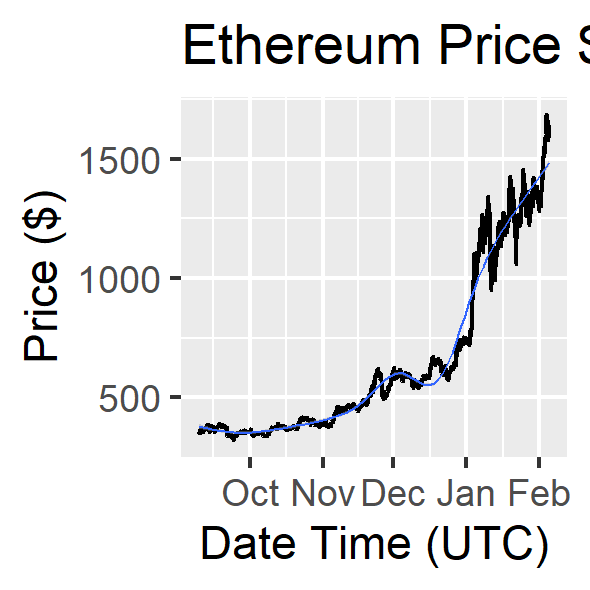 Ethereum Price
Price ($)
1500
1000
500
Oct Nov Dec Jan Feb
Date Time (UTC)